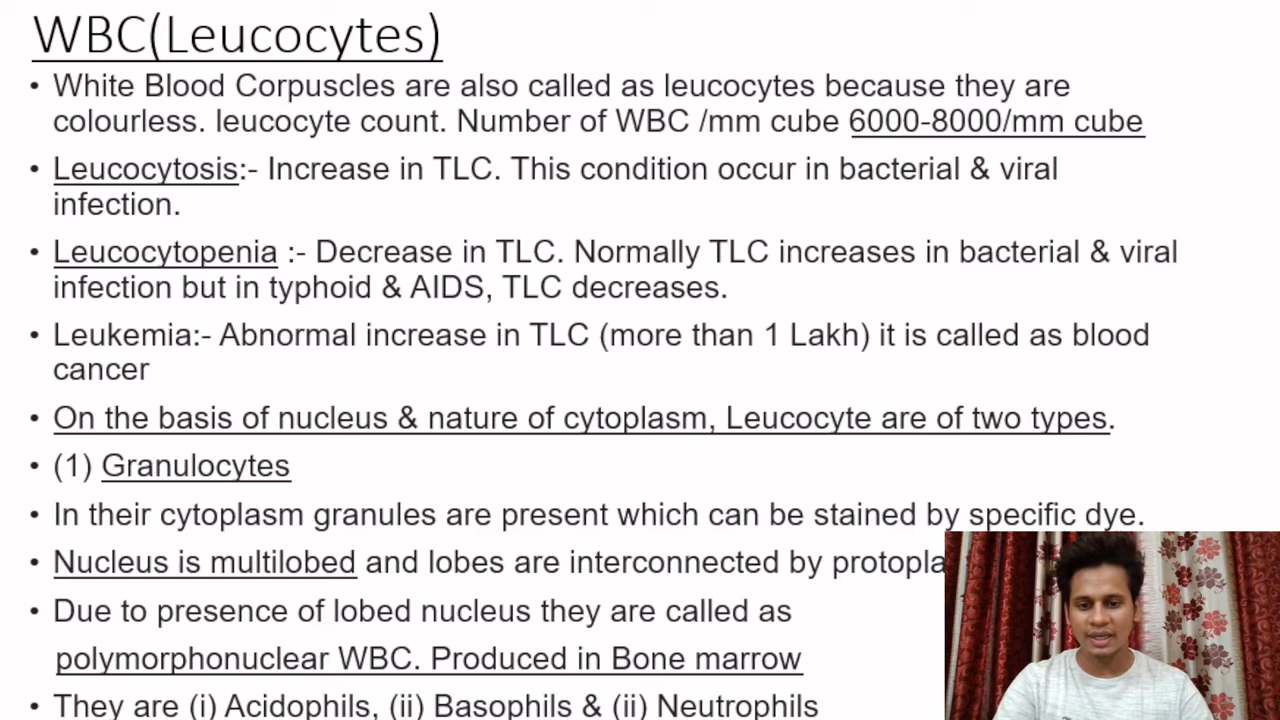 WBC(Leucocytes)
• White Blood Corpuscles are also called as leucocytes because they are
colourless. leucocyte count. Number of WBC /mm cube 6000-8000/mm cube
• Leucocytosis:- Increase in TLC. This condition occur in bacterial & viral
infection.
• Leucocytopenia :- Decrease in TLC. Normally TLC increases in bacterial & viral
infection but in typhoid & AIDS, TLC decreases.
• Leukemia:- Abnormal increase in TLC (more than 1 Lakh) it is called as blood
cancer
• On the basis of nucleus & nature of cytoplasm, Leucocyte are of two types.
• (1) Granulocytes
• In their cytoplasm granules are present which can be stained by specific dye.
• Nucleus is multilobed and lobes are interconnected by
• Due to presence of lobed nucleus they are called as
polymorphonuclear WBC. Produced in Bone marrow
• They are (i) Acidophils, (ii) Basophils & (ii) Neutrophils